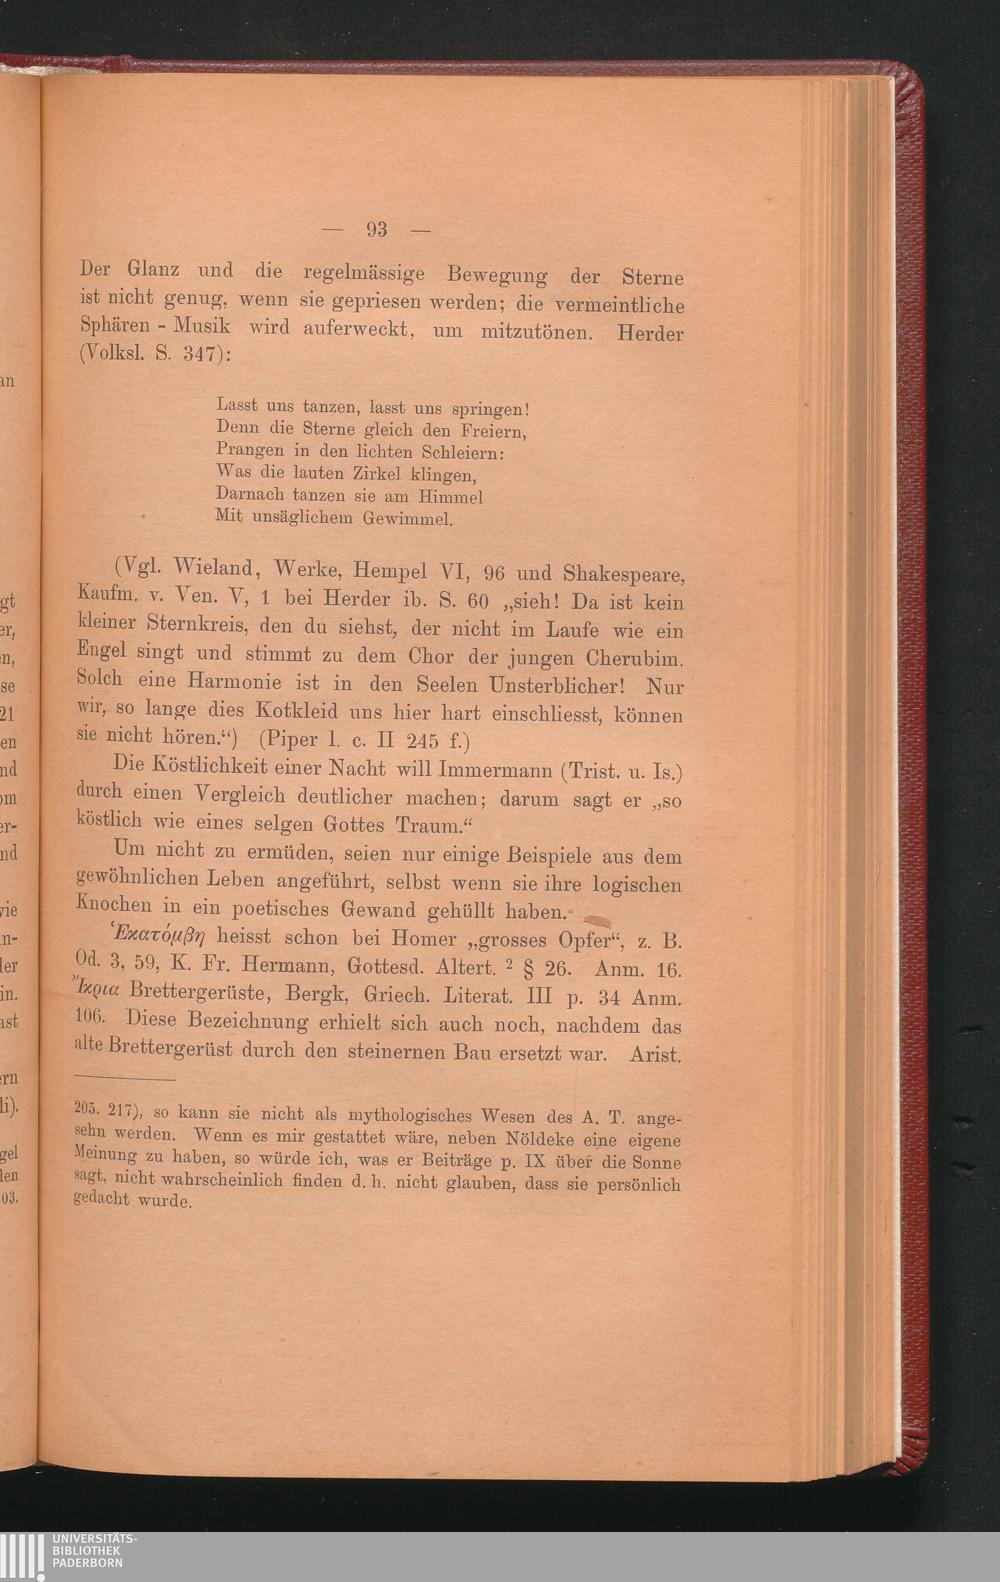 — 93 —
Der Glanz und die regelmässige Bewegung der Sterne
ist nicht genug, wenn sie gepriesen werden; die vermeintliche
Sphären - Musik wird auferweckt, um mitzutönen. Herder
(Volksl. S. 347):
Lasst uns tanzen, lasst uns springen!
Denn die Sterne gleich den Freiern,
Prangen in den lichten Schleiern:
Was die lauten Zirkel klingen,
Darnach tanzen sie am Himmel
Mit unsäglichem Gewimmel.
(Vgl. Wieland, Werke, Hempel VI, 96 und Shakespeare,
Kaufm. v. Ven. V, 1 bei Herder ib. S. 60 „sieh! Da ist kein
kleiner Sternkreis, den du siehst, der nicht im Laufe wie ein
Engel singt und stimmt zu dem Chor der jungen Cherubim.
Solch eine Harmonie ist in den Seelen Unsterblicher! Nur
wir, so lange dies Kotkleid uns hier hart einschliesst, können
sie nicht hören.“) (Piper l. c. II 245 f.)
Die Köstlichkeit einer Nacht will Immermann (Trist. u. Is.)
durch einen Vergleich deutlicher machen; darum sagt er „so
köstlich wie eines selgen Gottes Traum.“
Um nicht zu ermüden, seien nur einige Beispiele aus dem
gewöhnlichen Leben angeführt, selbst wenn sie ihre logischen
Knochen in ein poetisches Gewand gehüllt haben.
Ἑκατόμβη heisst schon bei Homer „grosses Opfer“, z. B.
Od. 3, 59, K. Fr. Hermann, Gottesd. Altert. ² § 26. Anm. 16.
Ἴκρια Brettergerüste, Bergk, Griech. Literat. III p. 34 Anm.
106. Diese Bezeichnung erhielt sich auch noch, nachdem das
alte Brettergerüst durch den steinernen Bau ersetzt war. Arist.
205. 217), so kann sie nicht als mythologisches Wesen des A. T. ange-
sehn werden. Wenn es mir gestattet wäre, neben Nöldeke eine eigene
Meinung zu haben, so würde ich, was er Beiträge p. IX über die Sonne
sagt, nicht wahrscheinlich finden d. h. nicht glauben, dass sie persönlich
gedacht wurde.
UNIVERSITÄTS-
BIBLIOTHEK
PADERBORN